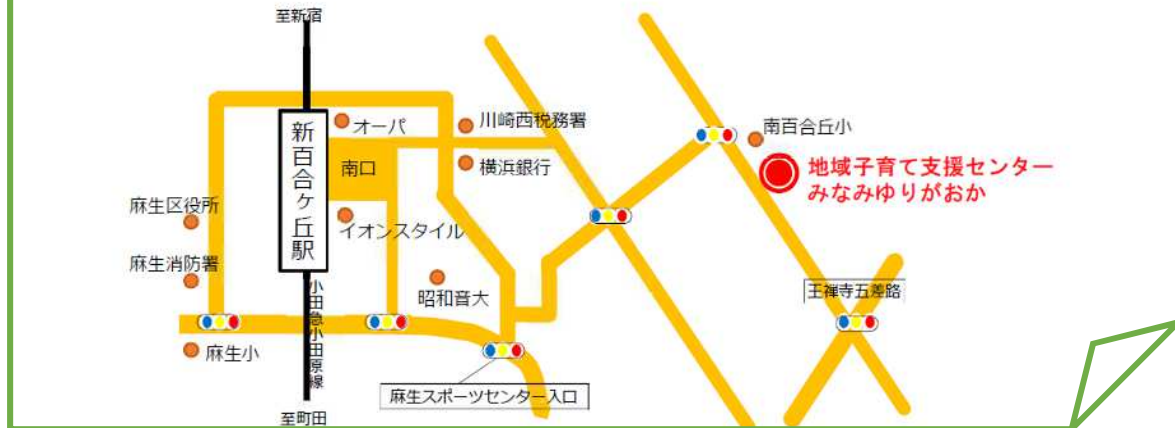 至新宿
オーパ
川崎西税務署
南百合丘小
新百合ヶ丘駅
南口
横浜銀行
地域子育て支援センター
みなみゆりがおか
麻生区役所
イオンスタイル
麻生消防署
昭和音大
小田急小田原線
王禅寺五差路
麻生小
麻生スポーツセンター入口
至町田